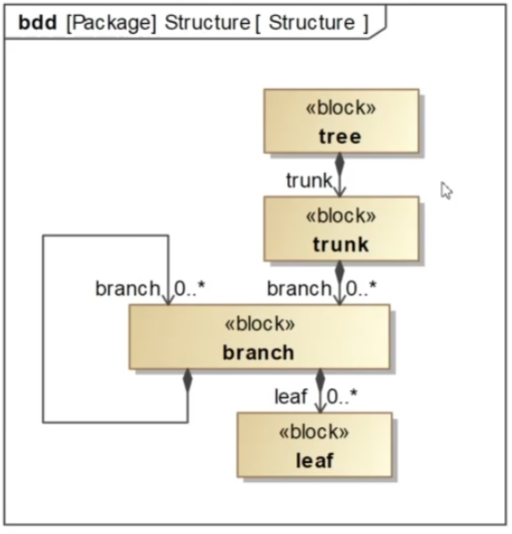 bdd [Package] Structure [ Structure ]
«block»
tree
trunk
«block»
trunk
branch 0..* branch 0..*
«block»
branch
leaf 0..*
«block»
leaf